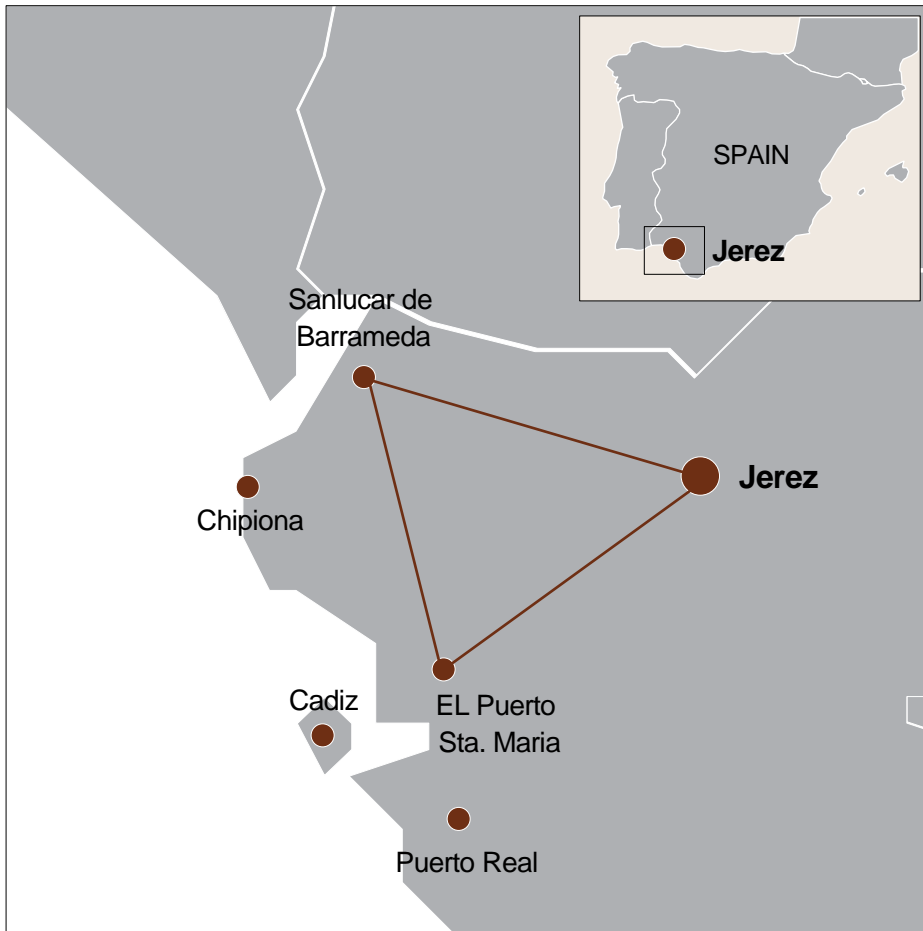 SPAIN
Jerez
Sanlucar de
Barrameda
Jerez
Chipiona
Cadiz
EL Puerto
Sta. Maria
Puerto Real